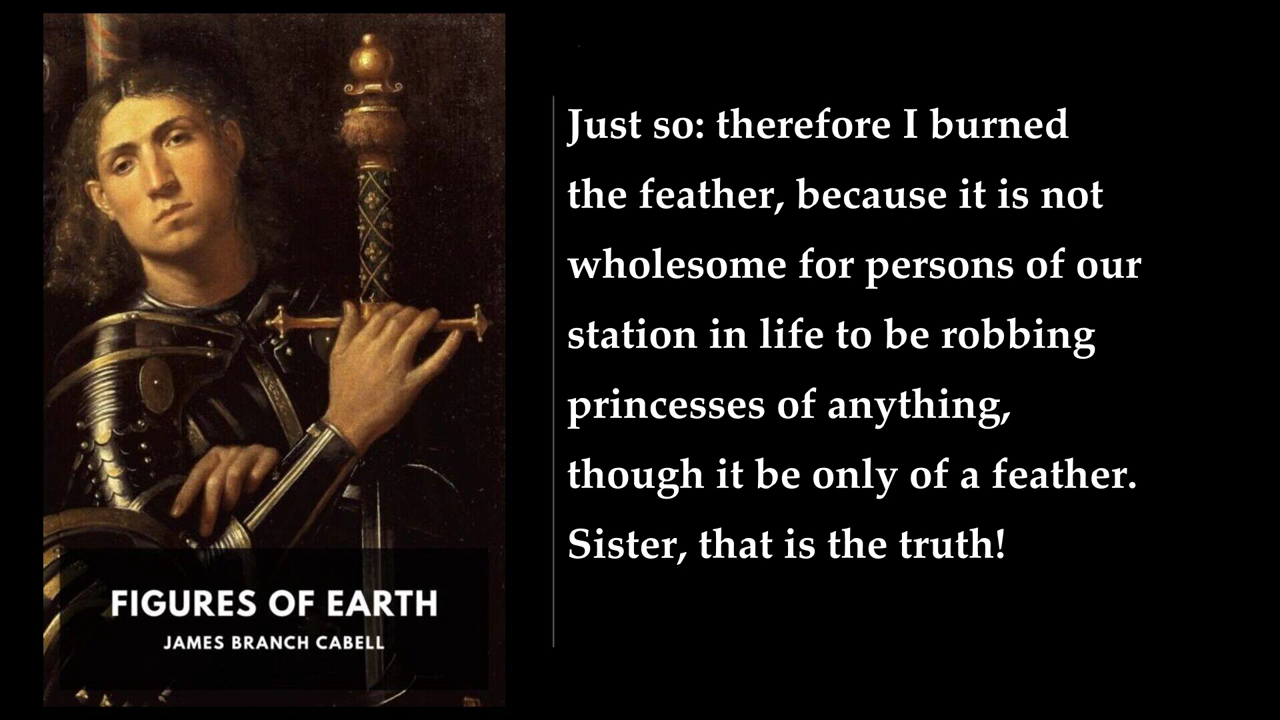 FIGURES OF EARTH
JAMES BRANCH CABELL
Just so: therefore I burned
the feather, because it is not
wholesome for persons of our
station in life to be robbing
princesses of anything,
though it be only of a feather.
Sister, that is the truth!